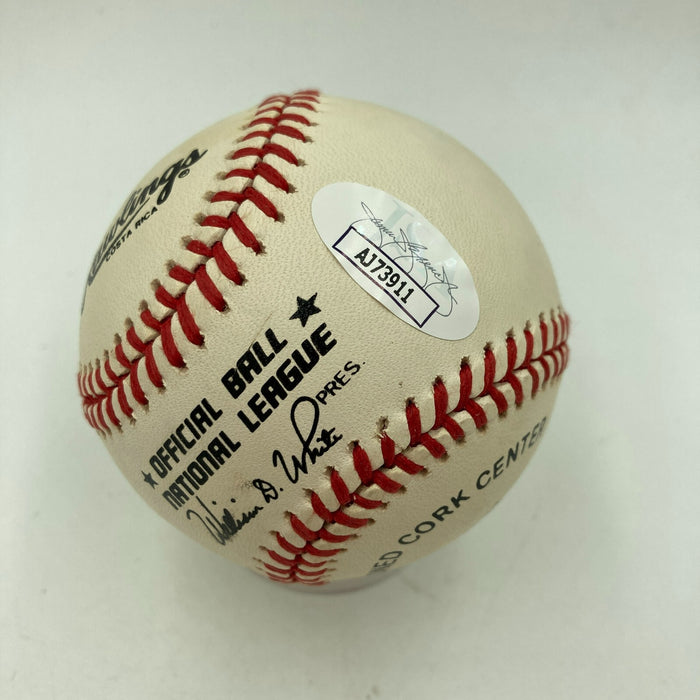 Rawlings®
COSTA RICA
AJ73911
★ OFFICIAL BALL ★
NATIONAL LEAGUE
William D. White PRES.
CORK CENTER